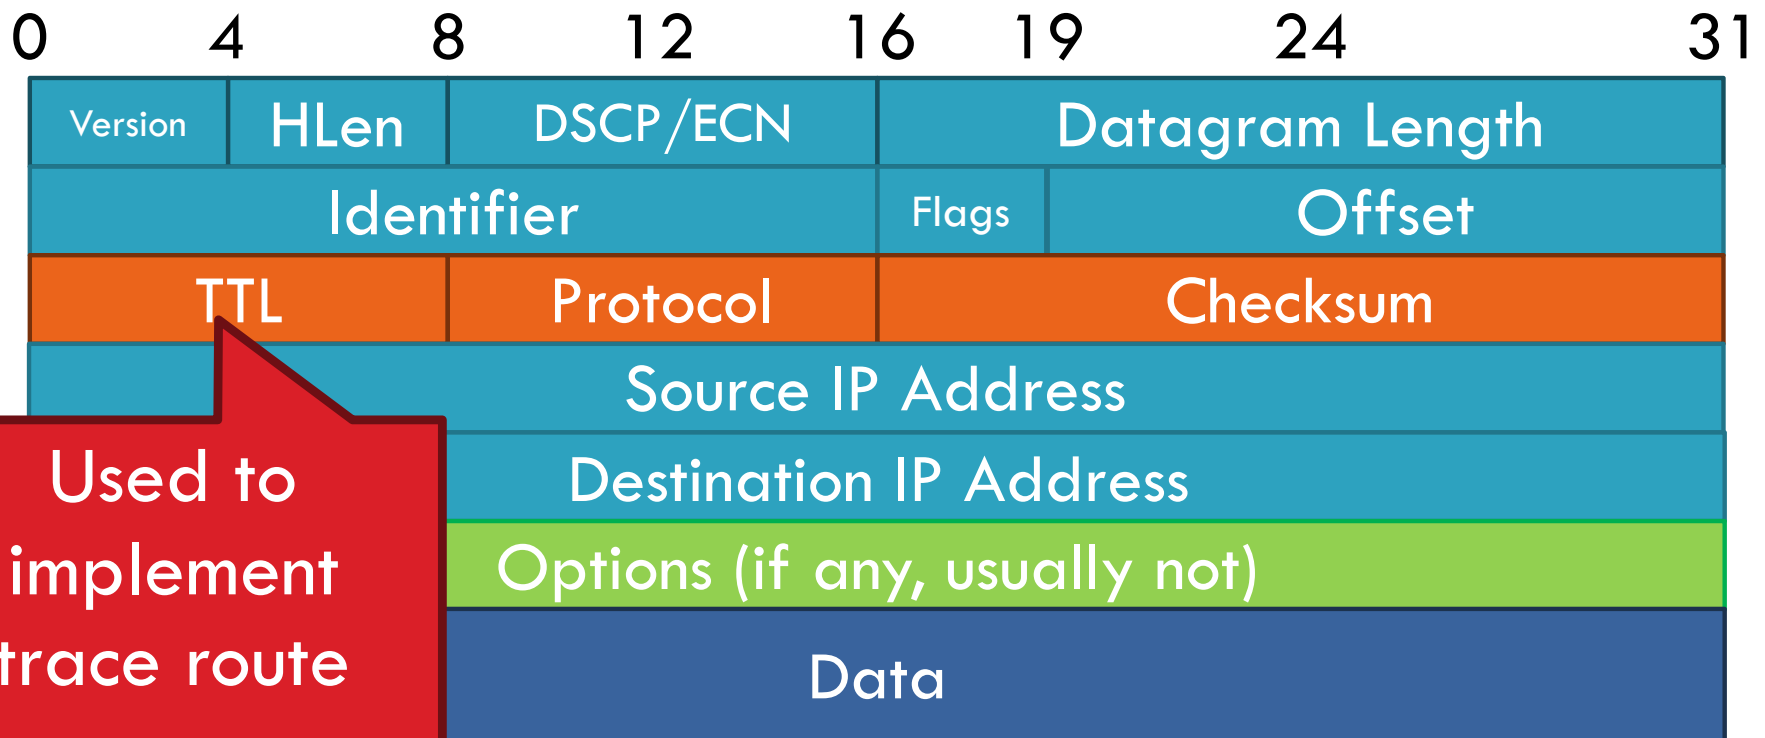 0 4 8 12 16 19 24 31
Version HLen DSCP/ECN Datagram Length
Identifier Flags Offset
TTL Protocol Checksum
Source IP Address
Destination IP Address
Options (if any, usually not)
Data
Used to
implement
trace route